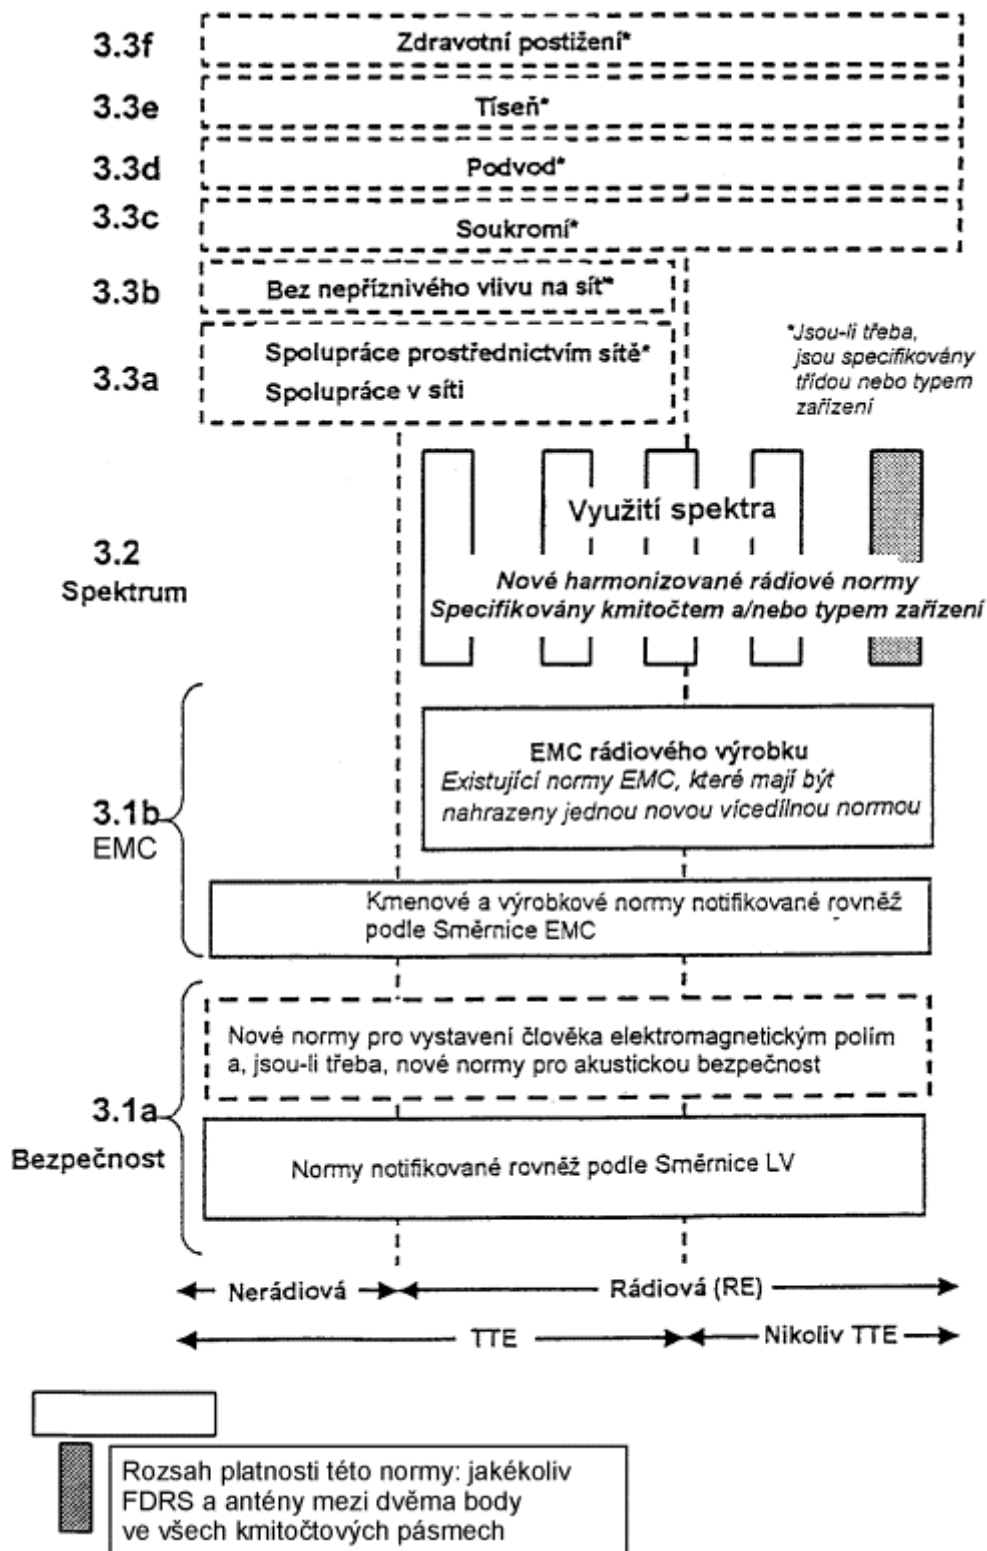 3.3f
Zdravotní postižení*
3.3e
Tíseň*
3.3d
Podvod*
3.3c
Soukromí*
3.3b
Bez nepříznivého vlivu na síť*
3.3a
Spolupráce prostřednictvím sítě*
Spolupráce v síti
*Jsou-li třeba,
jsou specifikovány
třídou nebo typem
zařízení
3.2
Spektrum
Využití spektra
Nové harmonizované rádiové normy
Specifikovány kmitočtem a/nebo typem zařízení
3.1b
EMC
EMC rádiového výrobku
Existující normy EMC, které mají být
nahrazeny jednou novou vícedílnou normou
Kmenové a výrobkové normy notifikované rovněž
podle Směrnice EMC
3.1a
Bezpečnost
Nové normy pro vystavení člověka elektromagnetickým polím
a, jsou-li třeba, nové normy pro akustickou bezpečnost
Normy notifikované rovněž podle Směrnice LV
Nerádiová
Rádiová (RE)
TTE
Nikoliv TTE
Rozsah platnosti této normy: jakékoliv
FDRS a antény mezi dvěma body
ve všech kmitočtových pásmech